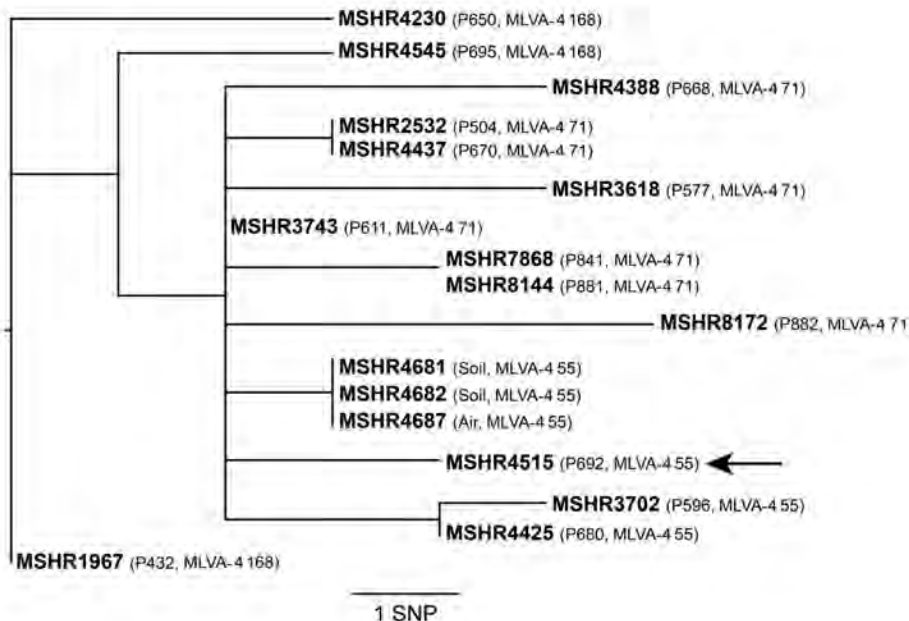 MSHR4230 (P650, MLVA-4 168)
MSHR4545 (P695, MLVA-4 168)
MSHR4388 (P668, MLVA-4 71)
MSHR2532 (P504, MLVA-4 71)
MSHR4437 (P670, MLVA-4 71)
MSHR3618 (P577, MLVA-4 71)
MSHR3743 (P611, MLVA-4 71)
MSHR7868 (P841, MLVA-4 71)
MSHR8144 (P881, MLVA-4 71)
MSHR8172 (P882, MLVA-4 71)
MSHR4681 (Soil, MLVA-4 55)
MSHR4682 (Soil, MLVA-4 55)
MSHR4687 (Air, MLVA-4 55)
MSHR4515 (P692, MLVA-4 55)
MSHR3702 (P596, MLVA-4 55)
MSHR4425 (P680, MLVA-4 55)
MSHR1967 (P432, MLVA-4 168)
1 SNP